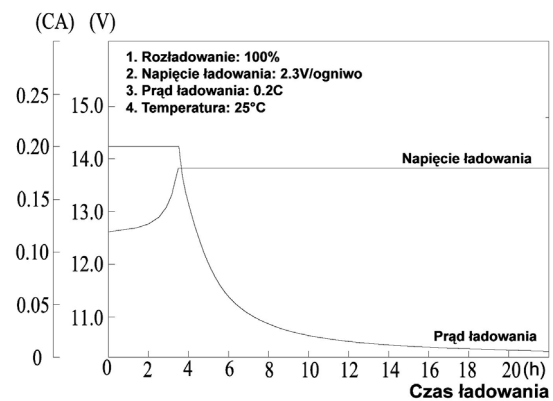 (CA) (V)
1. Rozładowanie: 100%
2. Napięcie ładowania: 2.3V/ogniwo
3. Prąd ładowania: 0.2C
4. Temperatura: 25°C
0.25
15.0
0.20
14.0
Napięcie ładowania
0.15
13.0
0.10
12.0
0.05
11.0
Prąd ładowania
0
0 2 4 6 8 10 12 14 16 18 20 (h)
Czas ładowania